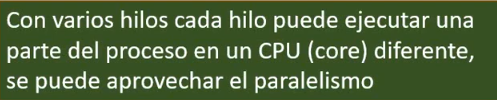 Con varios hilos cada hilo puede ejecutar una
parte del proceso en un CPU (core) diferente,
se puede aprovechar el paralelismo